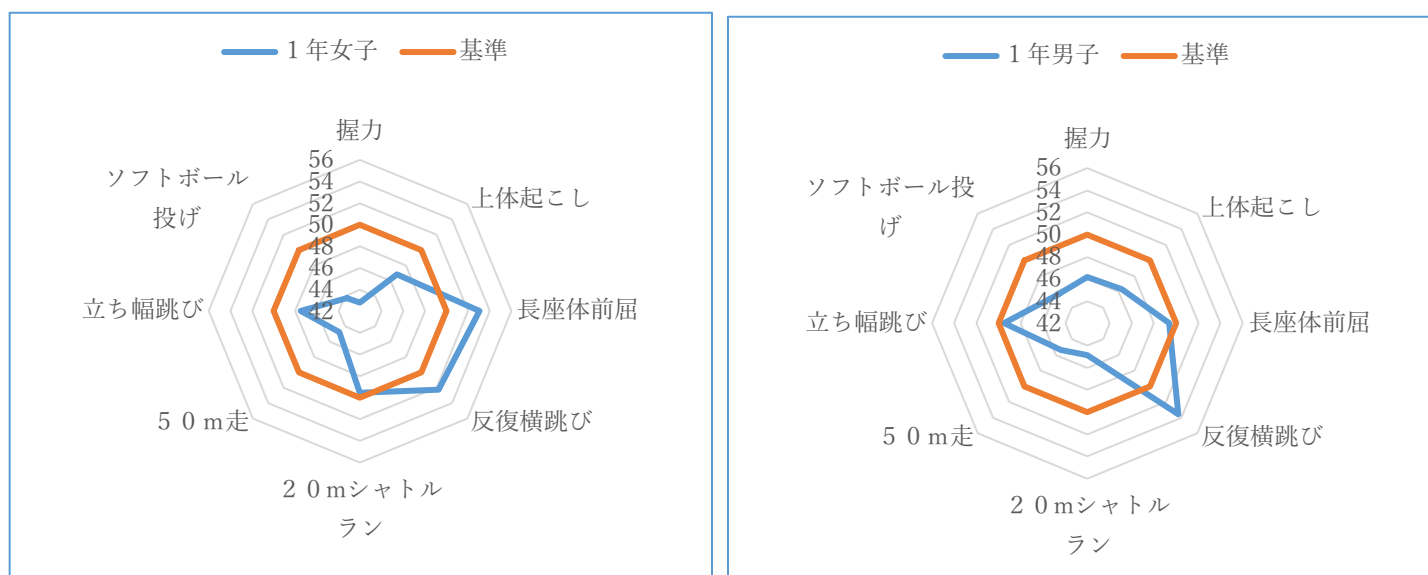 １年女子 基準
握力
上体起こし
長座体前屈
反復横跳び
２０ｍシャトル
ラン
５０ｍ走
立ち幅跳び
ソフトボール
投げ
56
54
52
50
48
46
44
42
１年男子 基準
握力
上体起こし
長座体前屈
反復横跳び
２０ｍシャトル
ラン
５０ｍ走
立ち幅跳び
ソフトボール投
げ
56
54
52
50
48
46
44
42